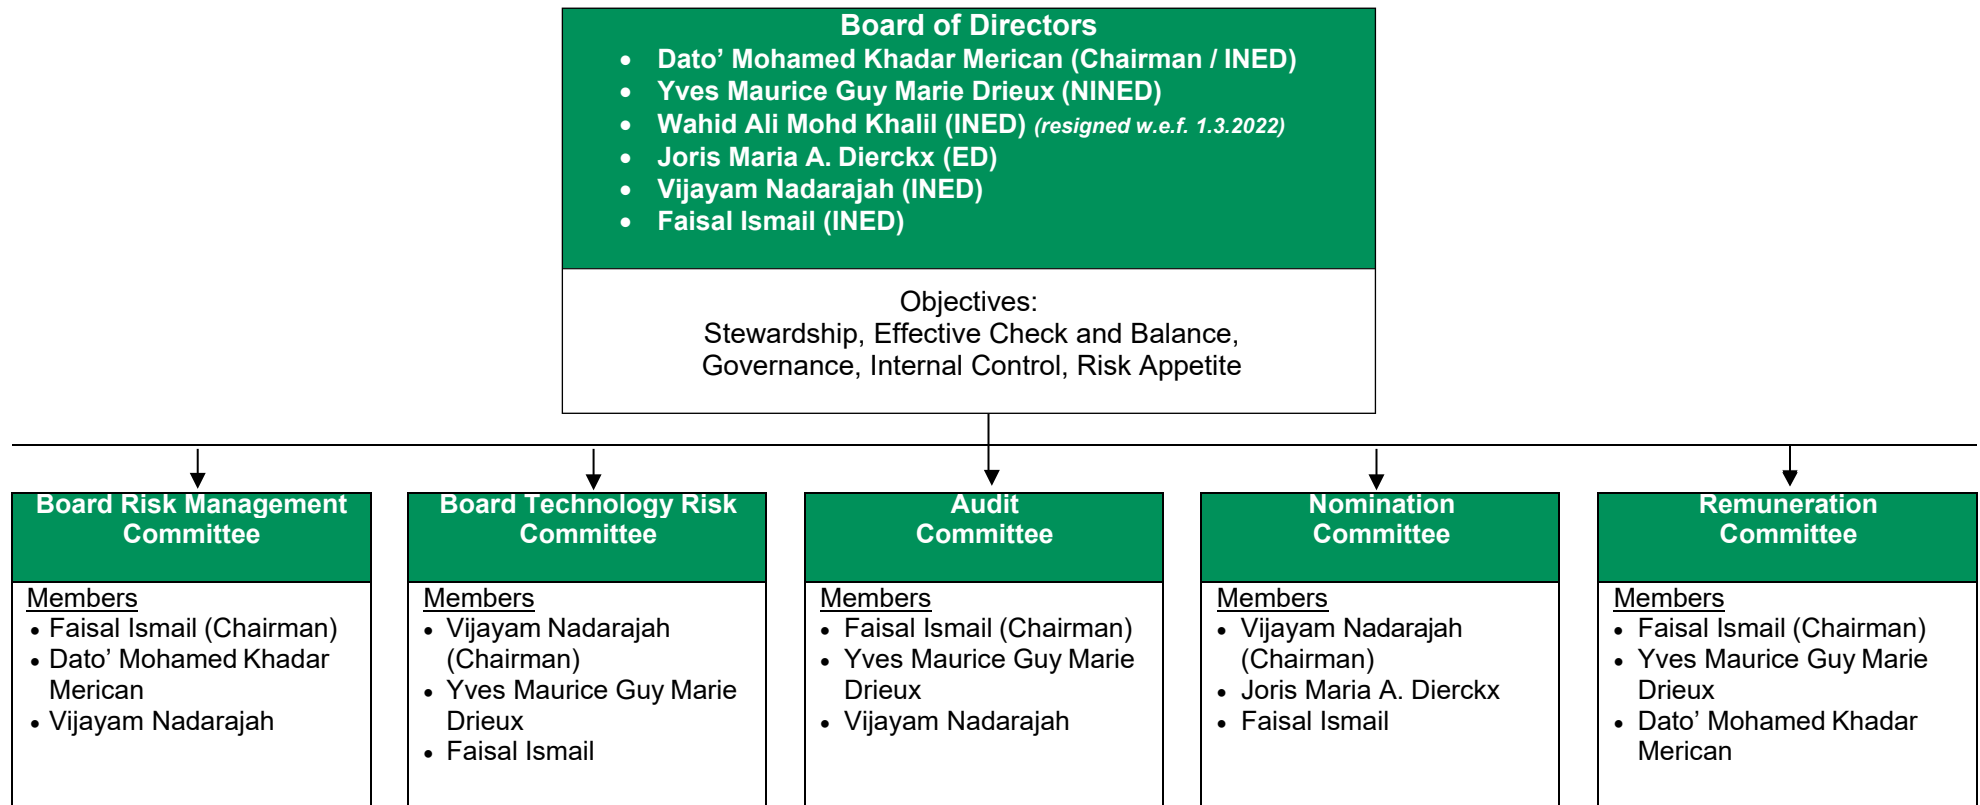 Board of Directors
• Dato’ Mohamed Khadar Merican (Chairman / INED)
• Yves Maurice Guy Marie Drieux (NINED)
• Wahid Ali Mohd Khalil (INED) (resigned w.e.f. 1.3.2022)
• Joris Maria A. Dierckx (ED)
• Vijayam Nadarajah (INED)
• Faisal Ismail (INED)
Objectives:
Stewardship, Effective Check and Balance,
Governance, Internal Control, Risk Appetite
Board Risk Management
Committee
Members
• Faisal Ismail (Chairman)
• Dato’ Mohamed Khadar
Merican
• Vijayam Nadarajah
Board Technology Risk
Committee
Members
• Vijayam Nadarajah
(Chairman)
• Yves Maurice Guy Marie
Drieux
• Faisal Ismail
Audit
Committee
Members
• Faisal Ismail (Chairman)
• Yves Maurice Guy Marie
Drieux
• Vijayam Nadarajah
Nomination
Committee
Members
• Vijayam Nadarajah
(Chairman)
• Joris Maria A. Dierckx
• Faisal Ismail
Remuneration
Committee
Members
• Faisal Ismail (Chairman)
• Yves Maurice Guy Marie
Drieux
• Dato’ Mohamed Khadar
Merican